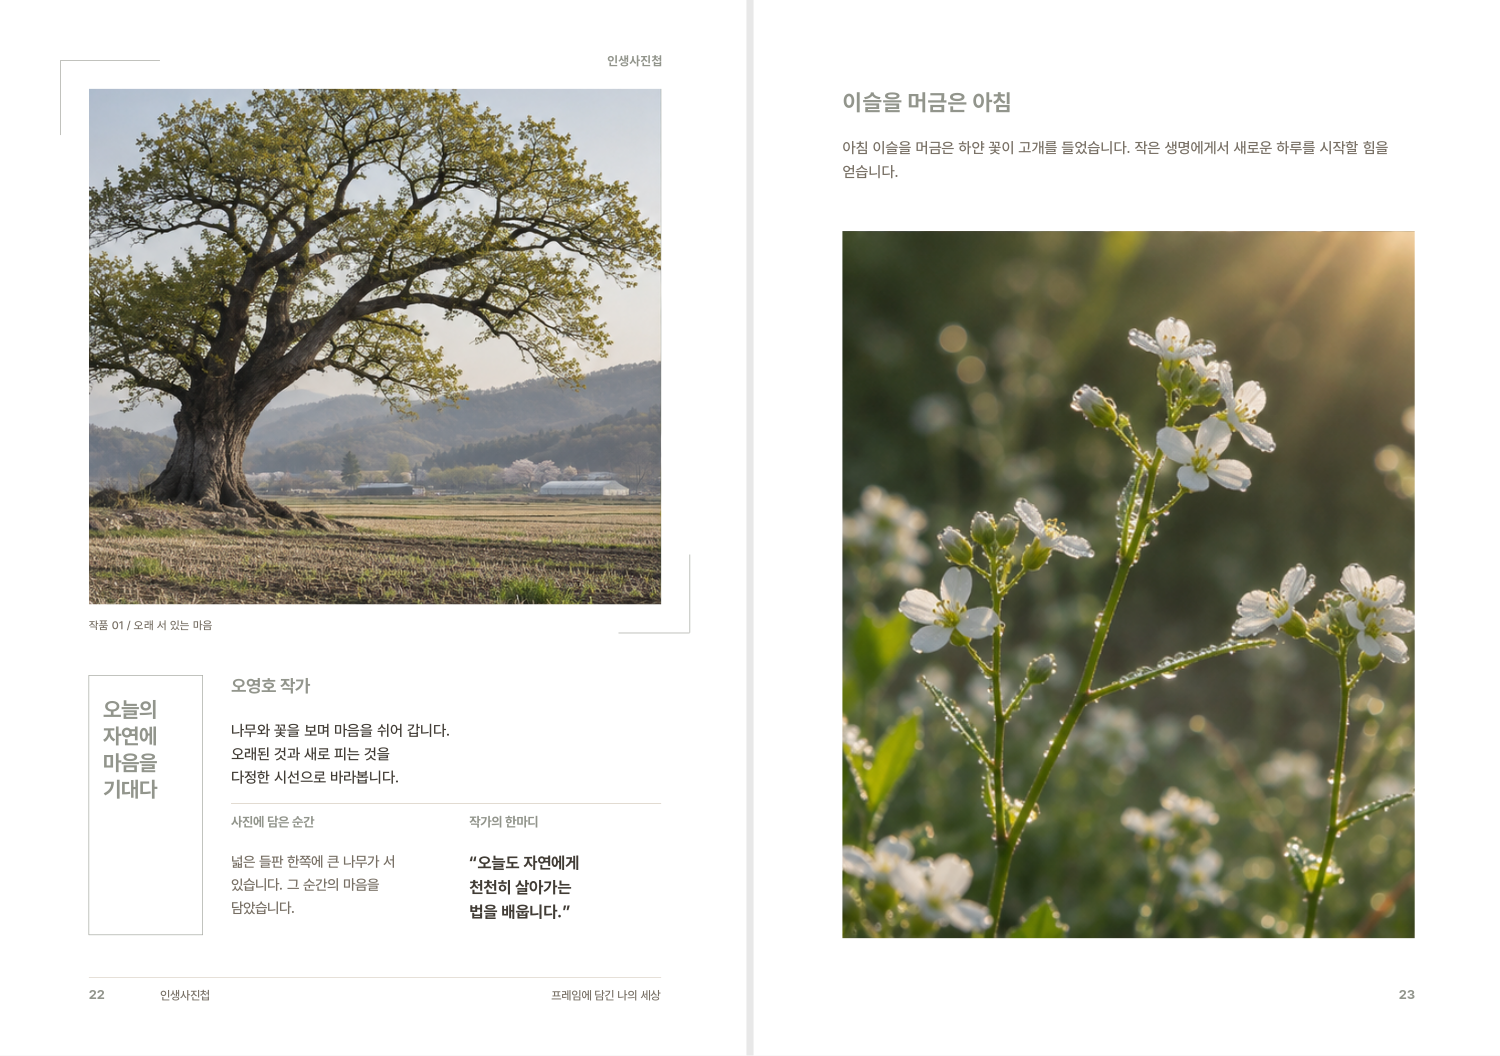 인생사진첩
작품 01 / 오래 서 있는 마음
오늘의
자연에
마음을
기대다
오영호 작가
나무와 꽃을 보며 마음을 쉬어 갑니다.
오래된 것과 새로 피는 것을
다정한 시선으로 바라봅니다.
사진에 담은 순간
넓은 들판 한쪽에 큰 나무가 서
있습니다. 그 순간의 마음을
담았습니다.
작가의 한마디
“오늘도 자연에게
천천히 살아가는
법을 배웁니다.”
22
인생사진첩
프레임에 담긴 나의 세상
이슬을 머금은 아침
아침 이슬을 머금은 하얀 꽃이 고개를 들었습니다. 작은 생명에게서 새로운 하루를 시작할 힘을
얻습니다.
23